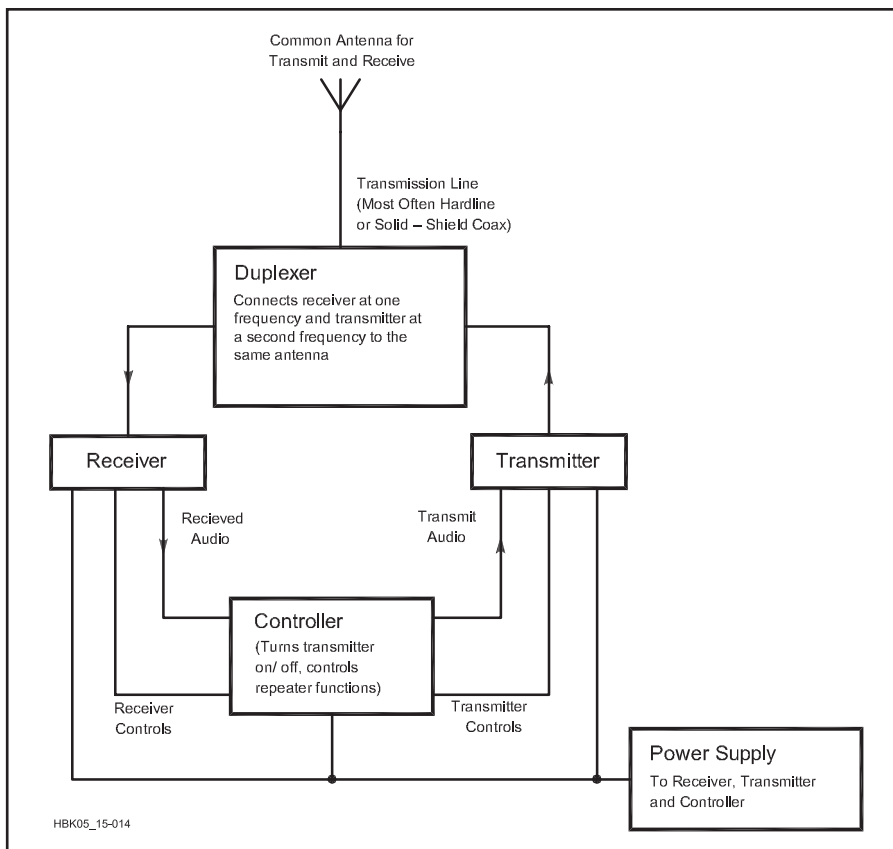 Common Antenna for
Transmit and Receive
Transmission Line
(Most Often Hardline
or Solid – Shield Coax)
Duplexer
Connects receiver at one
frequency and transmitter at
a second frequency to the
same antenna
Receiver
Transmitter
Recieved
Audio
Transmit
Audio
Controller
(Turns transmitter
on/ off, controls
repeater functions)
Receiver
Controls
Transmitter
Controls
Power Supply
To Receiver, Transmitter
and Controller
HBK05_15-014